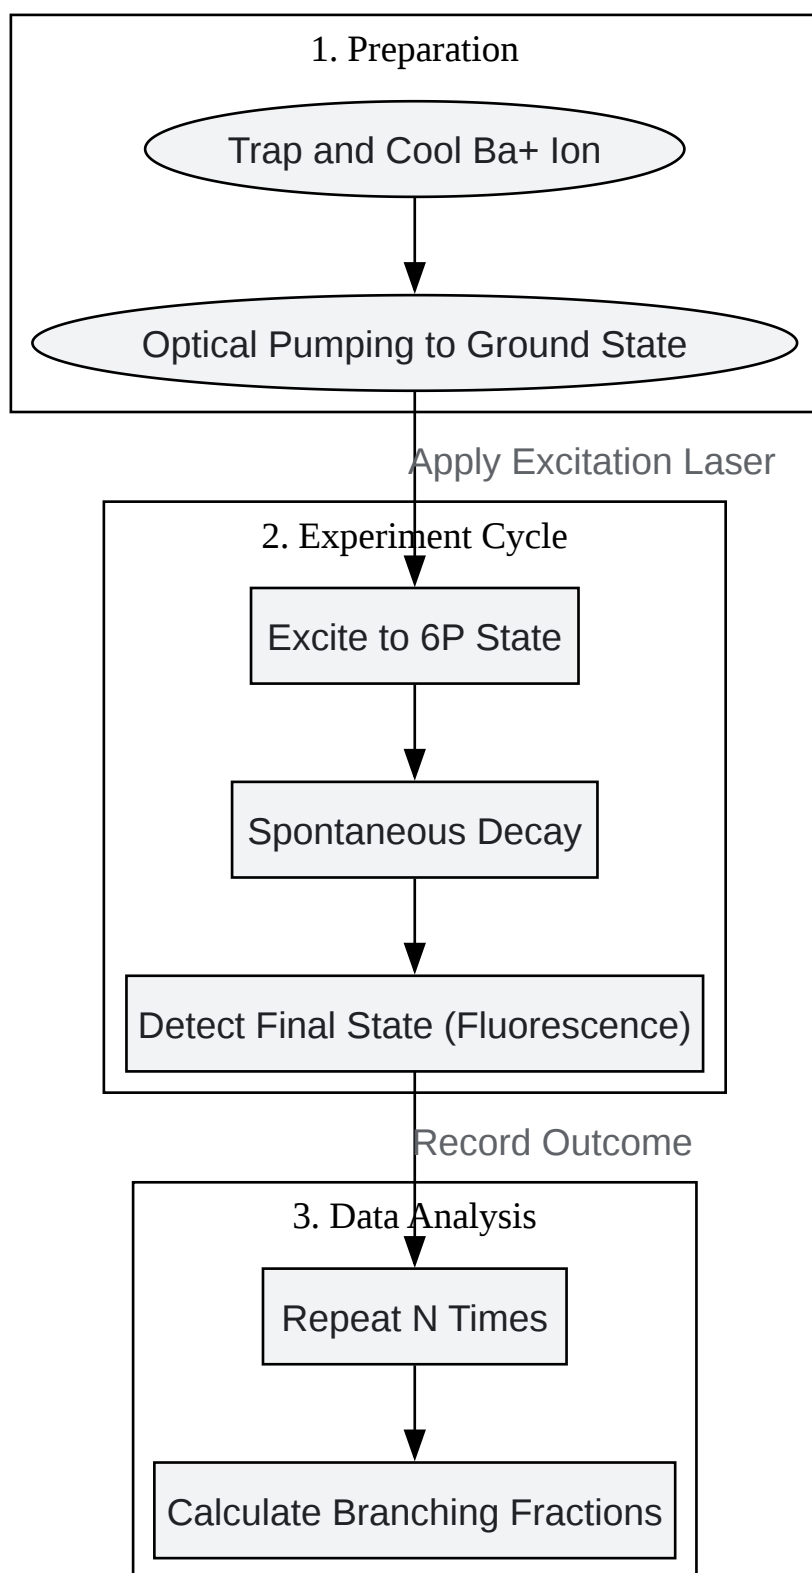 1. Preparation
Trap and Cool Ba+ Ion
Optical Pumping to Ground State
Apply Excitation Laser
2. Experiment Cycle
Excite to 6P State
Spontaneous Decay
Detect Final State (Fluorescence)
Record Outcome
3. Data Analysis
Repeat N Times
Calculate Branching Fractions